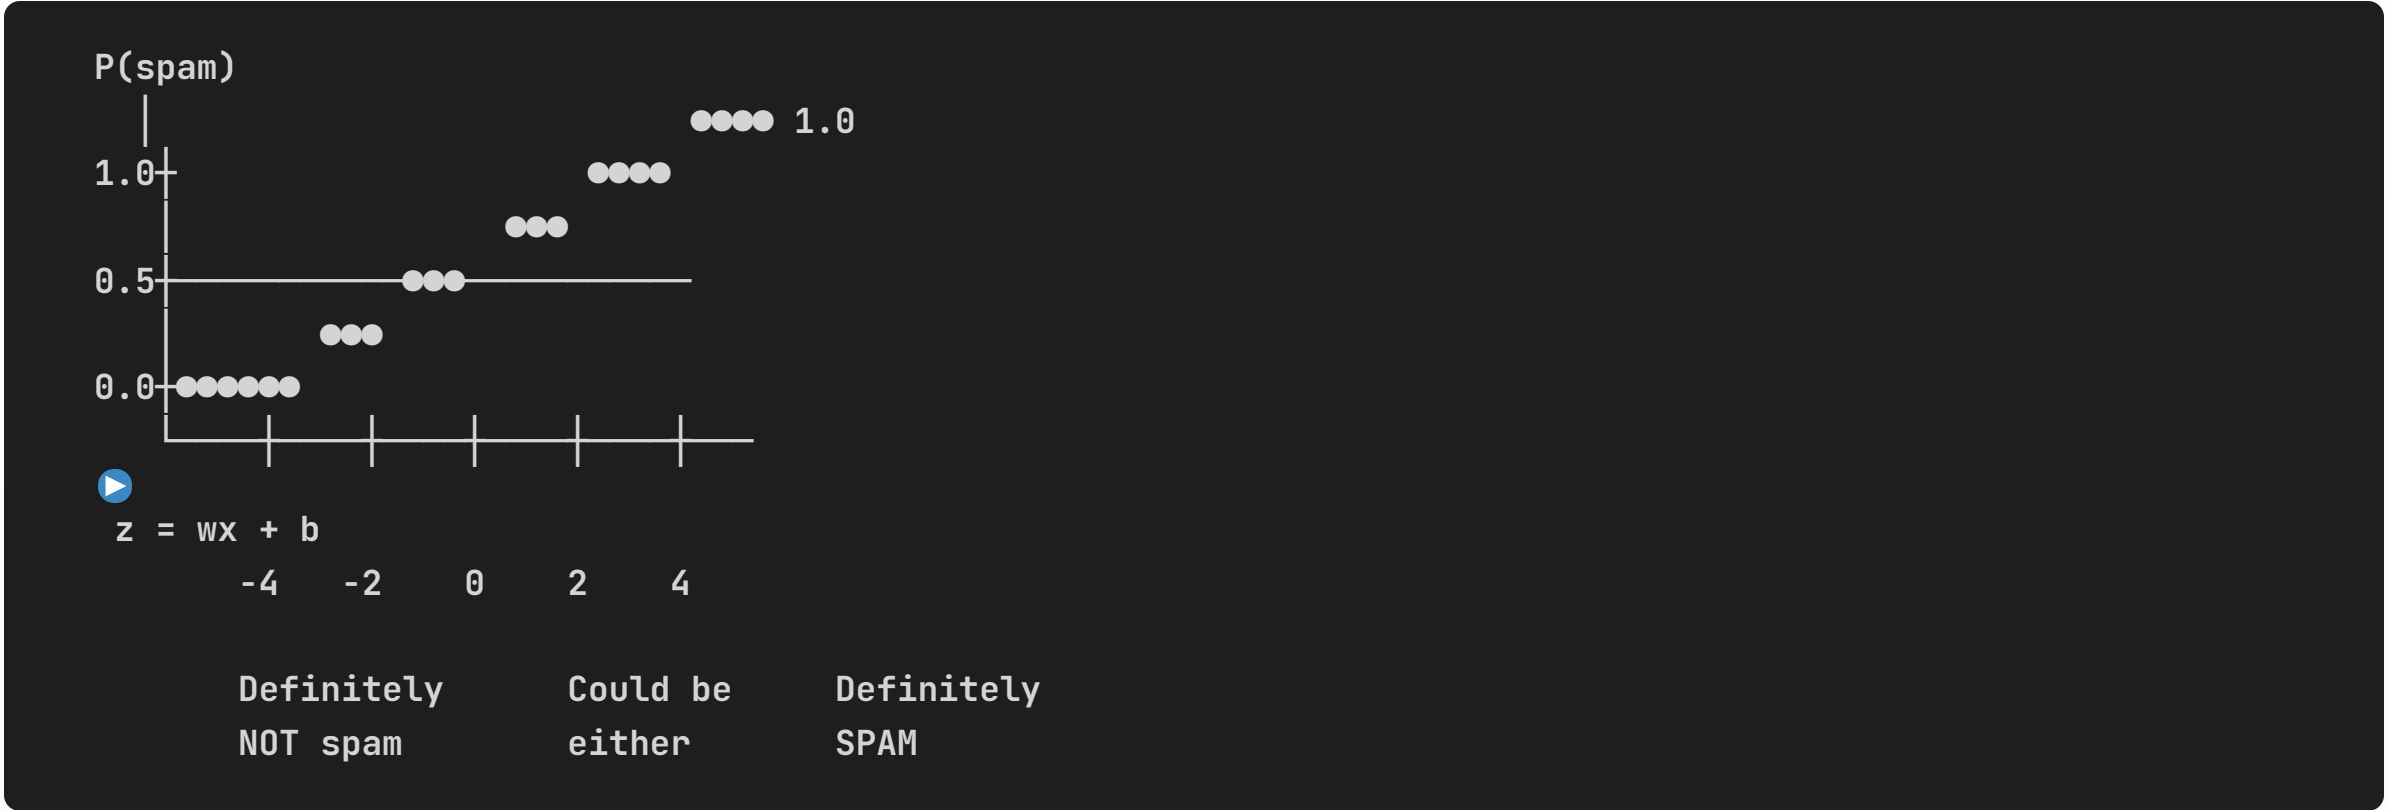 P(spam)
●●●● 1.0
1.0┼ ●●●●
●●●
0.5┼───────────●●●───────────
●●●
0.0┼●●●●●●
▶
z = wx + b
-4 -2 0 2 4
Definitely Could be Definitely
NOT spam either SPAM